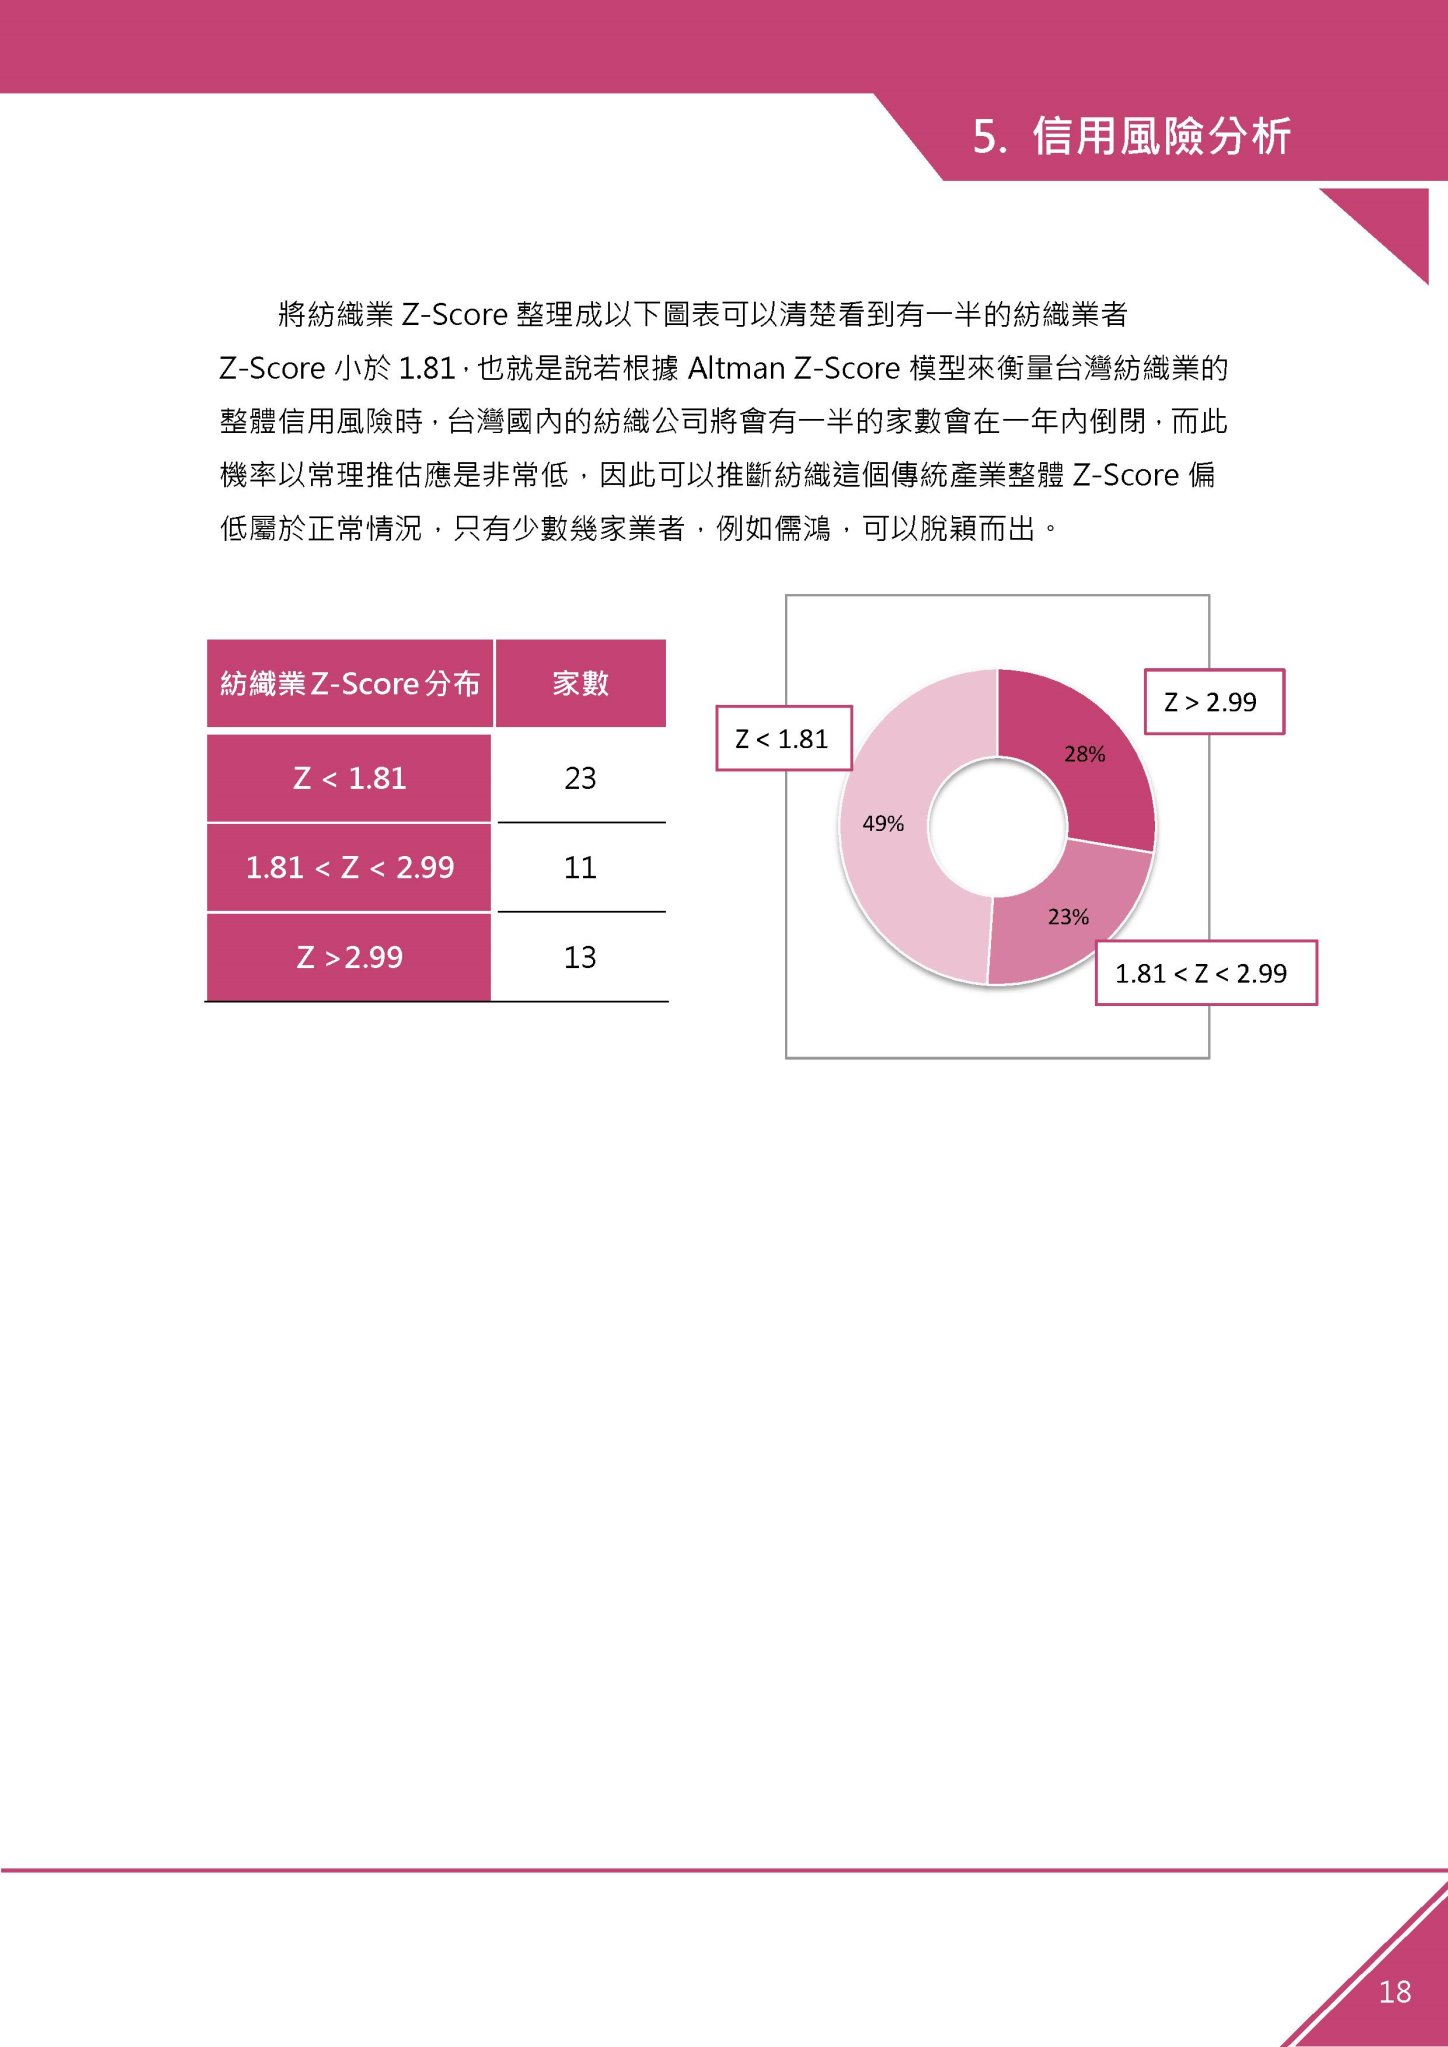 5. 信用風險分析
將紡織業 Z-Score 整理成以下圖表可以清楚看到有一半的紡織業者
Z-Score 小於 1.81，也就是說若根據 Altman Z-Score 模型來衡量台灣紡織業的
整體信用風險時，台灣國內的紡織公司將會有一半的家數會在一年內倒閉，而此
機率以常理推估應是非常低，因此可以推斷紡織這個傳統產業整體 Z-Score 偏
低屬於正常情況，只有少數幾家業者，例如儒鴻，可以脫穎而出。
紡織業 Z-Score 分布 家數
Z < 1.81 23
1.81 < Z < 2.99 11
Z >2.99 13
Z > 2.99
Z < 1.81
28%
49%
23%
1.81 < Z < 2.99
18